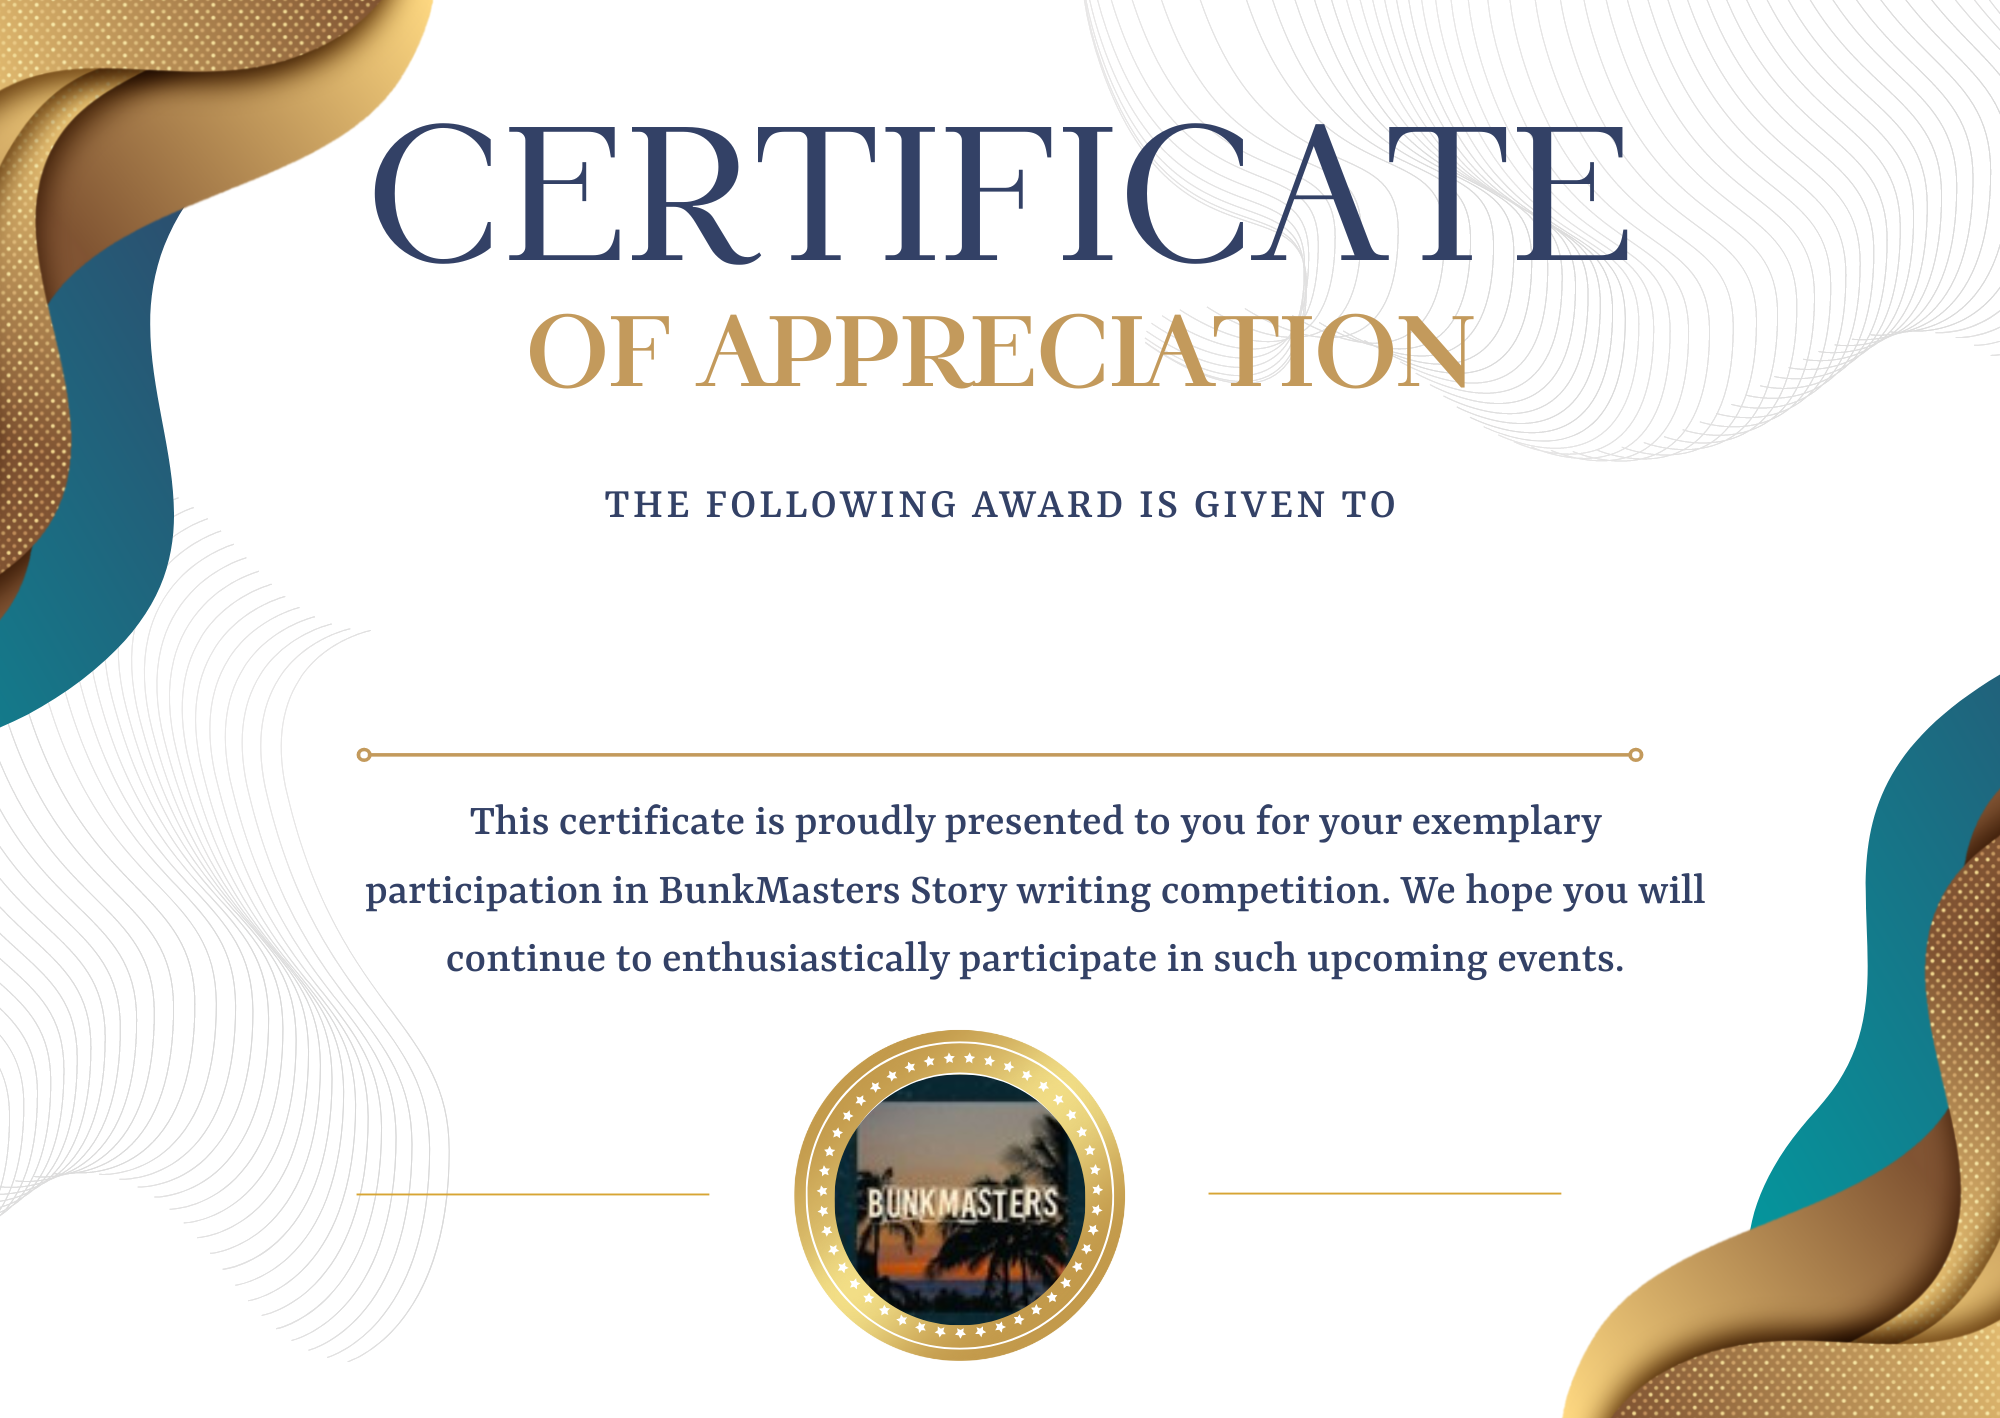 CERTIFICATE
OF APPRECIATION
THE FOLLOWING AWARD IS GIVEN TO
This certificate is proudly presented to you for your exemplary
participation in BunkMasters Story writing competition. We hope you will
continue to enthusiastically participate in such upcoming events.
BUNKMASTERS